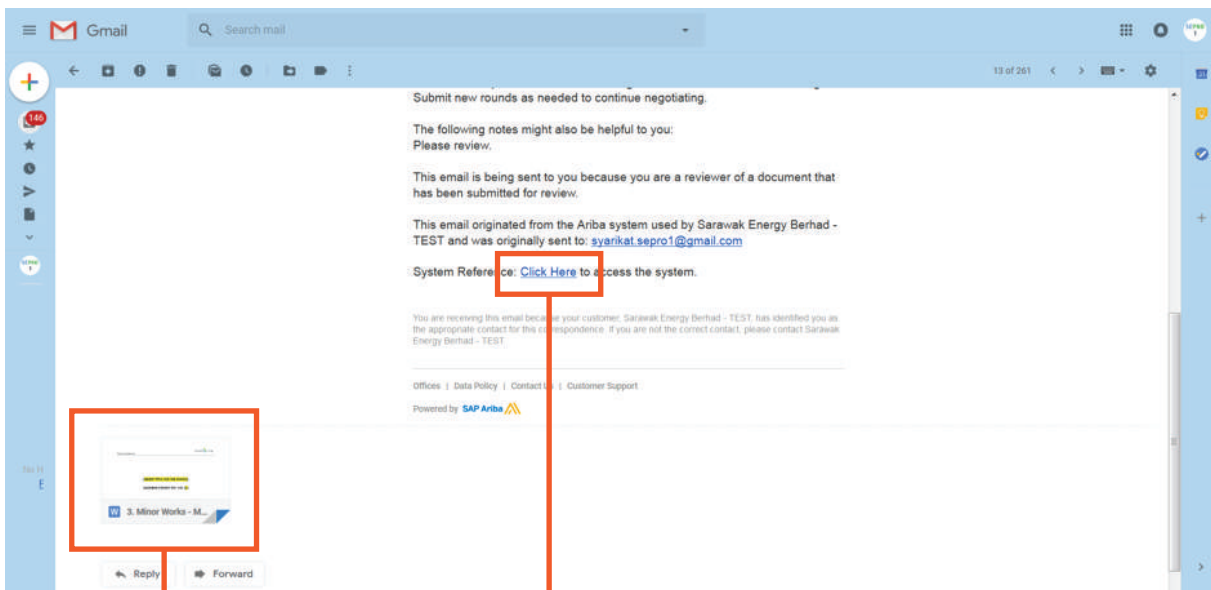 Gmail
Search mail
SEPRO
1
13 of 261
146
SEPRO
1
Submit new rounds as needed to continue negotiating.
The following notes might also be helpful to you:
Please review.
This email is being sent to you because you are a reviewer of a document that
has been submitted for review.
This email originated from the Ariba system used by Sarawak Energy Berhad -
TEST and was originally sent to: syarikat.sepro1@gmail.com
System Reference: Click Here to access the system.
You are receiving this email because your customer, Sarawak Energy Berhad - TEST, has identified you as
the appropriate contact for this correspondence. If you are not the correct contact, please contact Sarawak
Energy Berhad - TEST
Offices | Data Policy | Contact Us | Customer Support
Powered by SAP Ariba
No H
E
W 3. Minor Works - M...
Reply
Forward